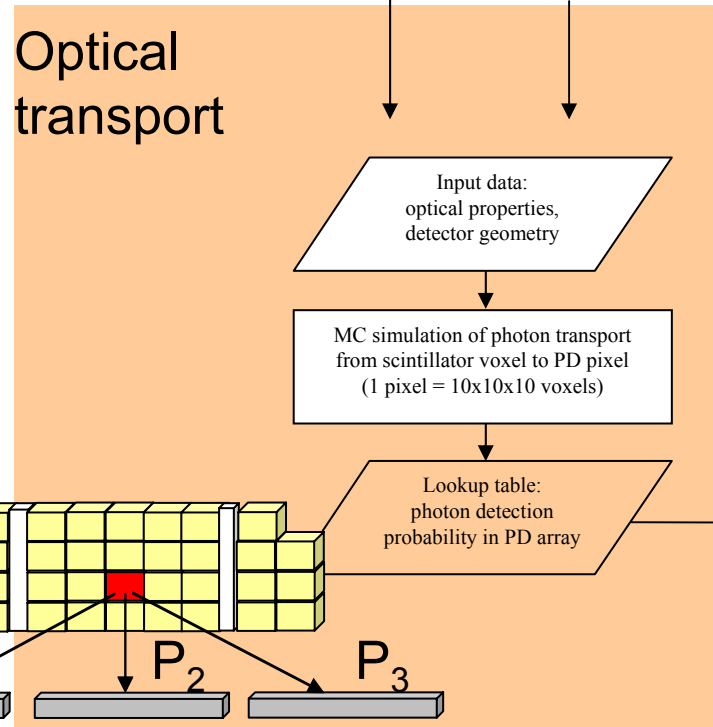 Optical
transport
Input data:
optical properties,
detector geometry
MC simulation of photon transport
from scintillator voxel to PD pixel
(1 pixel = 10x10x10 voxels)
Lookup table:
photon detection
probability in PD array
P₂ P₃